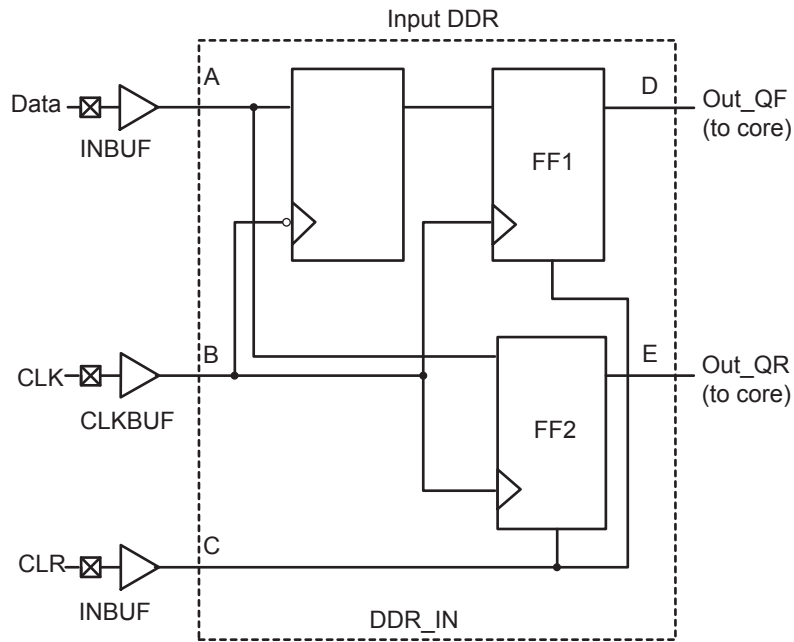 Input DDR
A
D
Data
INBUF
Out_QF
(to core)
FF1
B
E
CLK
CLKBUF
Out_QR
(to core)
FF2
C
CLR
INBUF
DDR_IN